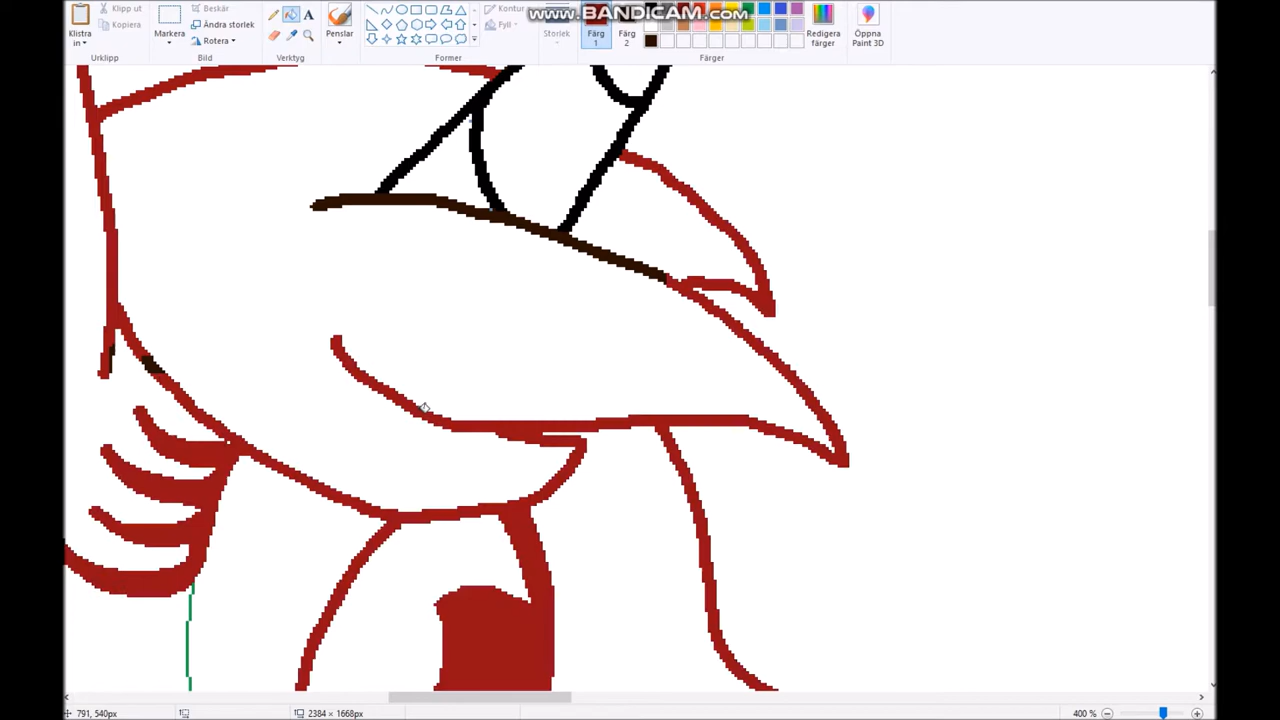 www.BANDICAM.com
Klistra in
Klipp ut
Kopiera
Urklipp
Markera
Beskär
Ändra storlek
Rotera
Bild
A
Verktyg
Penslar
Kontur
Fyll
Former
Storlek
Färg 1
Färg 2
Färger
Redigera färger
Öppna Paint 3D
791, 540px
2384 × 1668px
400 %